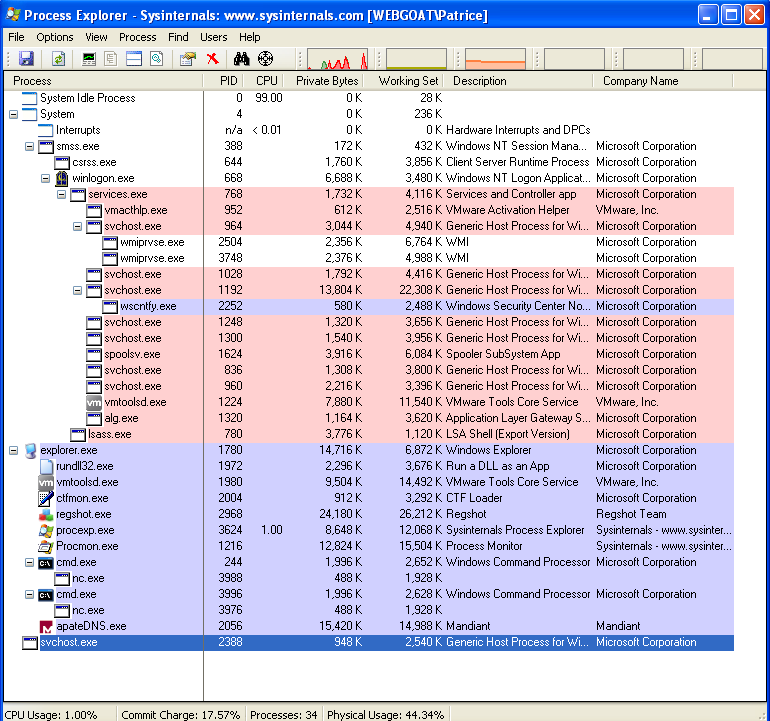 Process Explorer - Sysinternals: www.sysinternals.com [WEBGOAT\Patrice]
File Options View Process Find Users Help
Process PID CPU Private Bytes Working Set Description Company Name
System Idle Process 0 99.00 0 K 28 K
System 4 0 K 236 K
Interrupts n/a < 0.01 0 K 0 K Hardware Interrupts and DPCs
smss.exe 388 172 K 432 K Windows NT Session Mana... Microsoft Corporation
csrss.exe 644 1,760 K 3,856 K Client Server Runtime Process Microsoft Corporation
winlogon.exe 668 6,688 K 3,480 K Windows NT Logon Applicat... Microsoft Corporation
services.exe 768 1,732 K 4,116 K Services and Controller app Microsoft Corporation
vmacthlp.exe 952 612 K 2,516 K VMware Activation Helper VMware, Inc.
svchost.exe 964 3,044 K 4,940 K Generic Host Process for Wi... Microsoft Corporation
wmiprvse.exe 2504 2,356 K 6,764 K WMI Microsoft Corporation
wmiprvse.exe 3748 2,376 K 4,988 K WMI Microsoft Corporation
svchost.exe 1028 1,792 K 4,416 K Generic Host Process for Wi... Microsoft Corporation
svchost.exe 1192 13,804 K 22,308 K Generic Host Process for Wi... Microsoft Corporation
wscntfy.exe 2252 580 K 2,488 K Windows Security Center No... Microsoft Corporation
svchost.exe 1248 1,320 K 3,656 K Generic Host Process for Wi... Microsoft Corporation
svchost.exe 1300 1,540 K 3,956 K Generic Host Process for Wi... Microsoft Corporation
spoolsv.exe 1624 3,916 K 6,084 K Spooler SubSystem App Microsoft Corporation
svchost.exe 836 1,308 K 3,800 K Generic Host Process for Wi... Microsoft Corporation
svchost.exe 960 2,216 K 3,396 K Generic Host Process for Wi... Microsoft Corporation
vmtoolsd.exe 1224 7,880 K 11,540 K VMware Tools Core Service VMware, Inc.
alg.exe 1320 1,164 K 3,620 K Application Layer Gateway S... Microsoft Corporation
lsass.exe 780 3,776 K 1,120 K LSA Shell (Export Version) Microsoft Corporation
explorer.exe 1780 14,716 K 6,872 K Windows Explorer Microsoft Corporation
rundll32.exe 1972 2,296 K 3,676 K Run a DLL as an App Microsoft Corporation
vmtoolsd.exe 1980 9,504 K 14,492 K VMware Tools Core Service VMware, Inc.
ctfmon.exe 2004 912 K 3,292 K CTF Loader Microsoft Corporation
regshot.exe 2968 24,180 K 26,212 K Regshot Regshot Team
procexp.exe 3624 1.00 8,648 K 12,068 K Sysinternals Process Explorer Sysinternals - www.sysinter...
Procmon.exe 1216 12,824 K 15,504 K Process Monitor Sysinternals - www.sysinter...
cmd.exe 244 1,996 K 2,652 K Windows Command Processor Microsoft Corporation
nc.exe 3988 488 K 1,928 K
cmd.exe 3996 1,996 K 2,628 K Windows Command Processor Microsoft Corporation
nc.exe 3976 488 K 1,928 K
apateDNS.exe 2056 15,420 K 14,988 K Mandiant Mandiant
svchost.exe 2388 948 K 2,540 K Generic Host Process for Wi... Microsoft Corporation
CPU Usage: 1.00% Commit Charge: 17.57% Processes: 34 Physical Usage: 44.34%